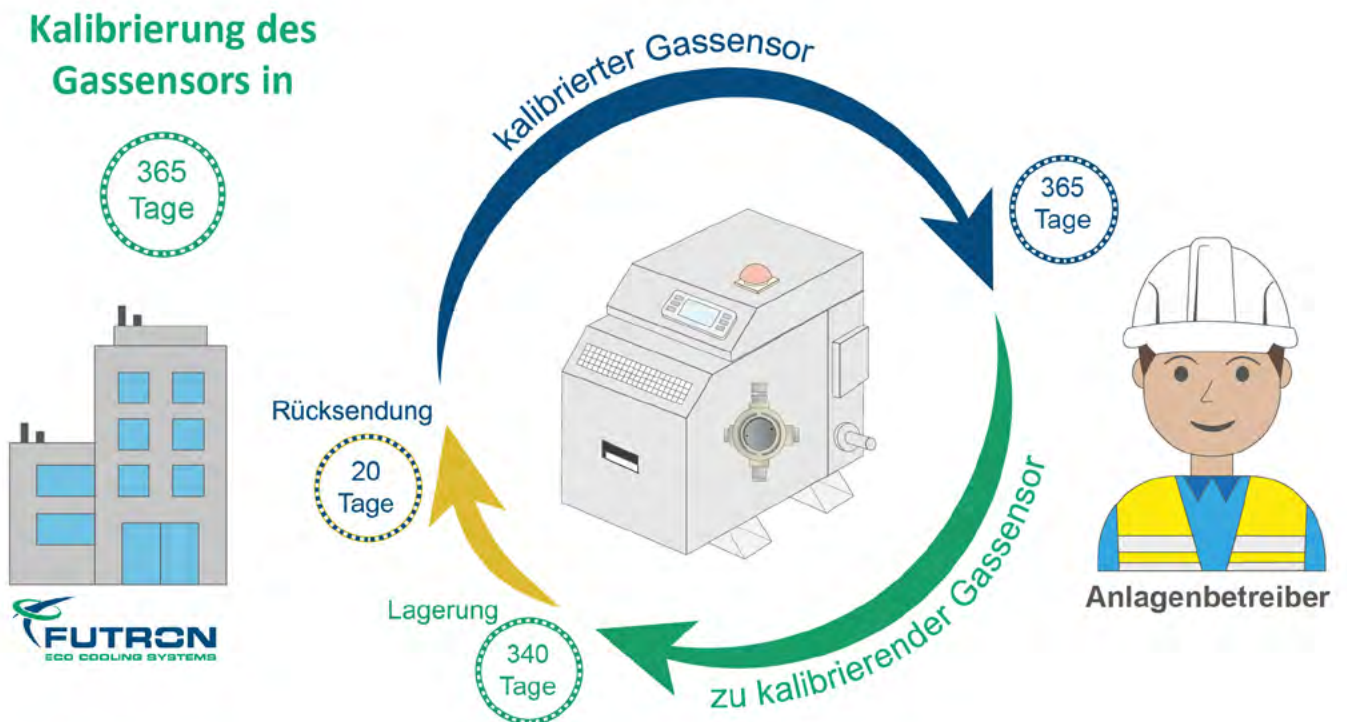 Kalibrierung des
Gassensors in
365
Tage
kalibrierter Gassensor
365
Tage
Rücksendung
20
Tage
Lagerung
340
Tage
zu kalibrierender Gassensor
Anlagenbetreiber
FUTRON
ECO COOLING SYSTEMS